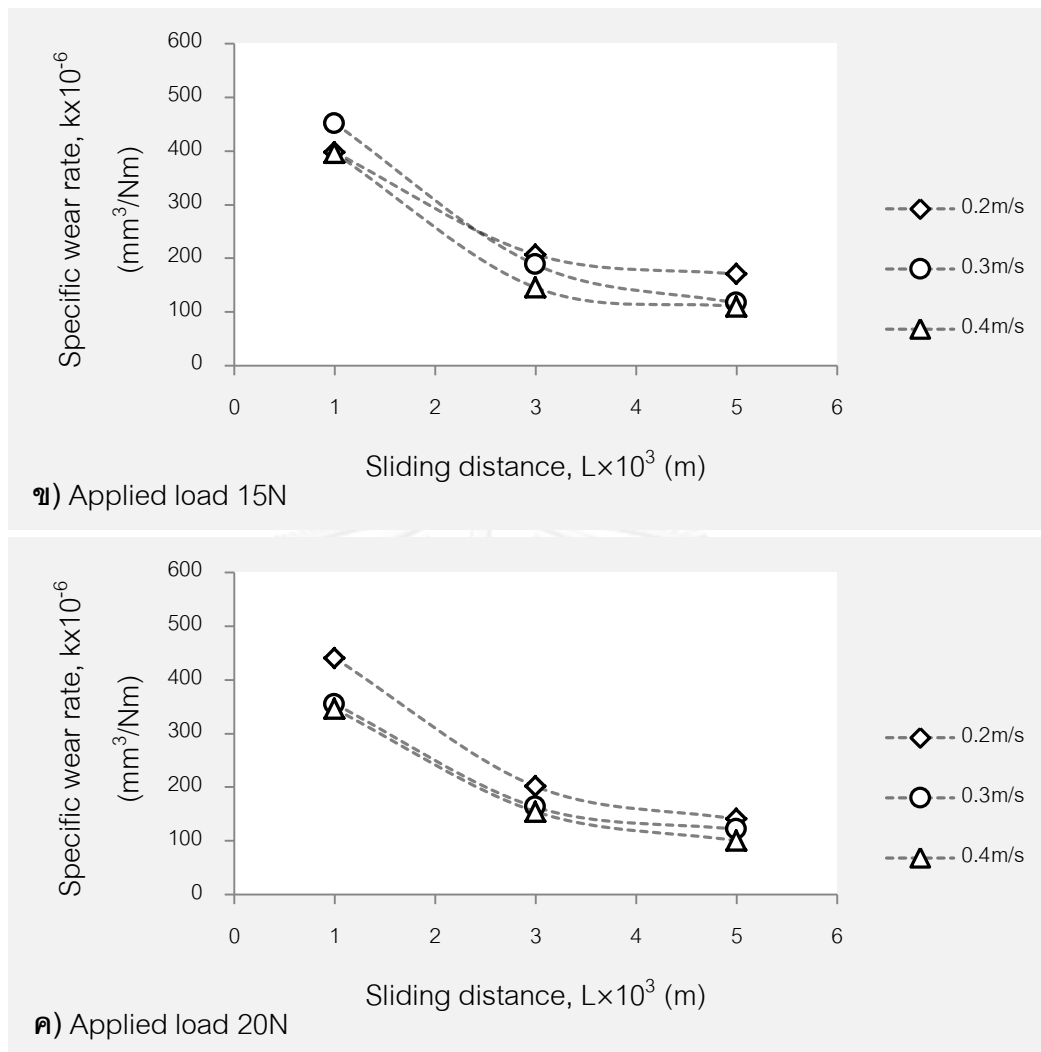 Specific wear rate, kx10⁻⁶
(mm³/Nm)
600
500
400
300
200
100
0
0 1 2 3 4 5 6
Sliding distance, L×10³ (m)
0.2m/s
0.3m/s
0.4m/s
ข) Applied load 15N
Specific wear rate, kx10⁻⁶
(mm³/Nm)
600
500
400
300
200
100
0
0 1 2 3 4 5 6
Sliding distance, L×10³ (m)
0.2m/s
0.3m/s
0.4m/s
ค) Applied load 20N